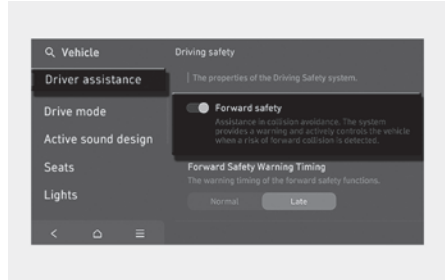 Vehicle
Driving safety
Driver assistance
The properties of the Driving Safety system.
Drive mode
Forward safety
Assistance in collision avoidance. The system
provides a warning and actively controls the vehicle
when a risk of forward collision is detected.
Active sound design
Seats
Forward Safety Warning Timing
The warning timing of the forward safety functions.
Lights
Normal
Late